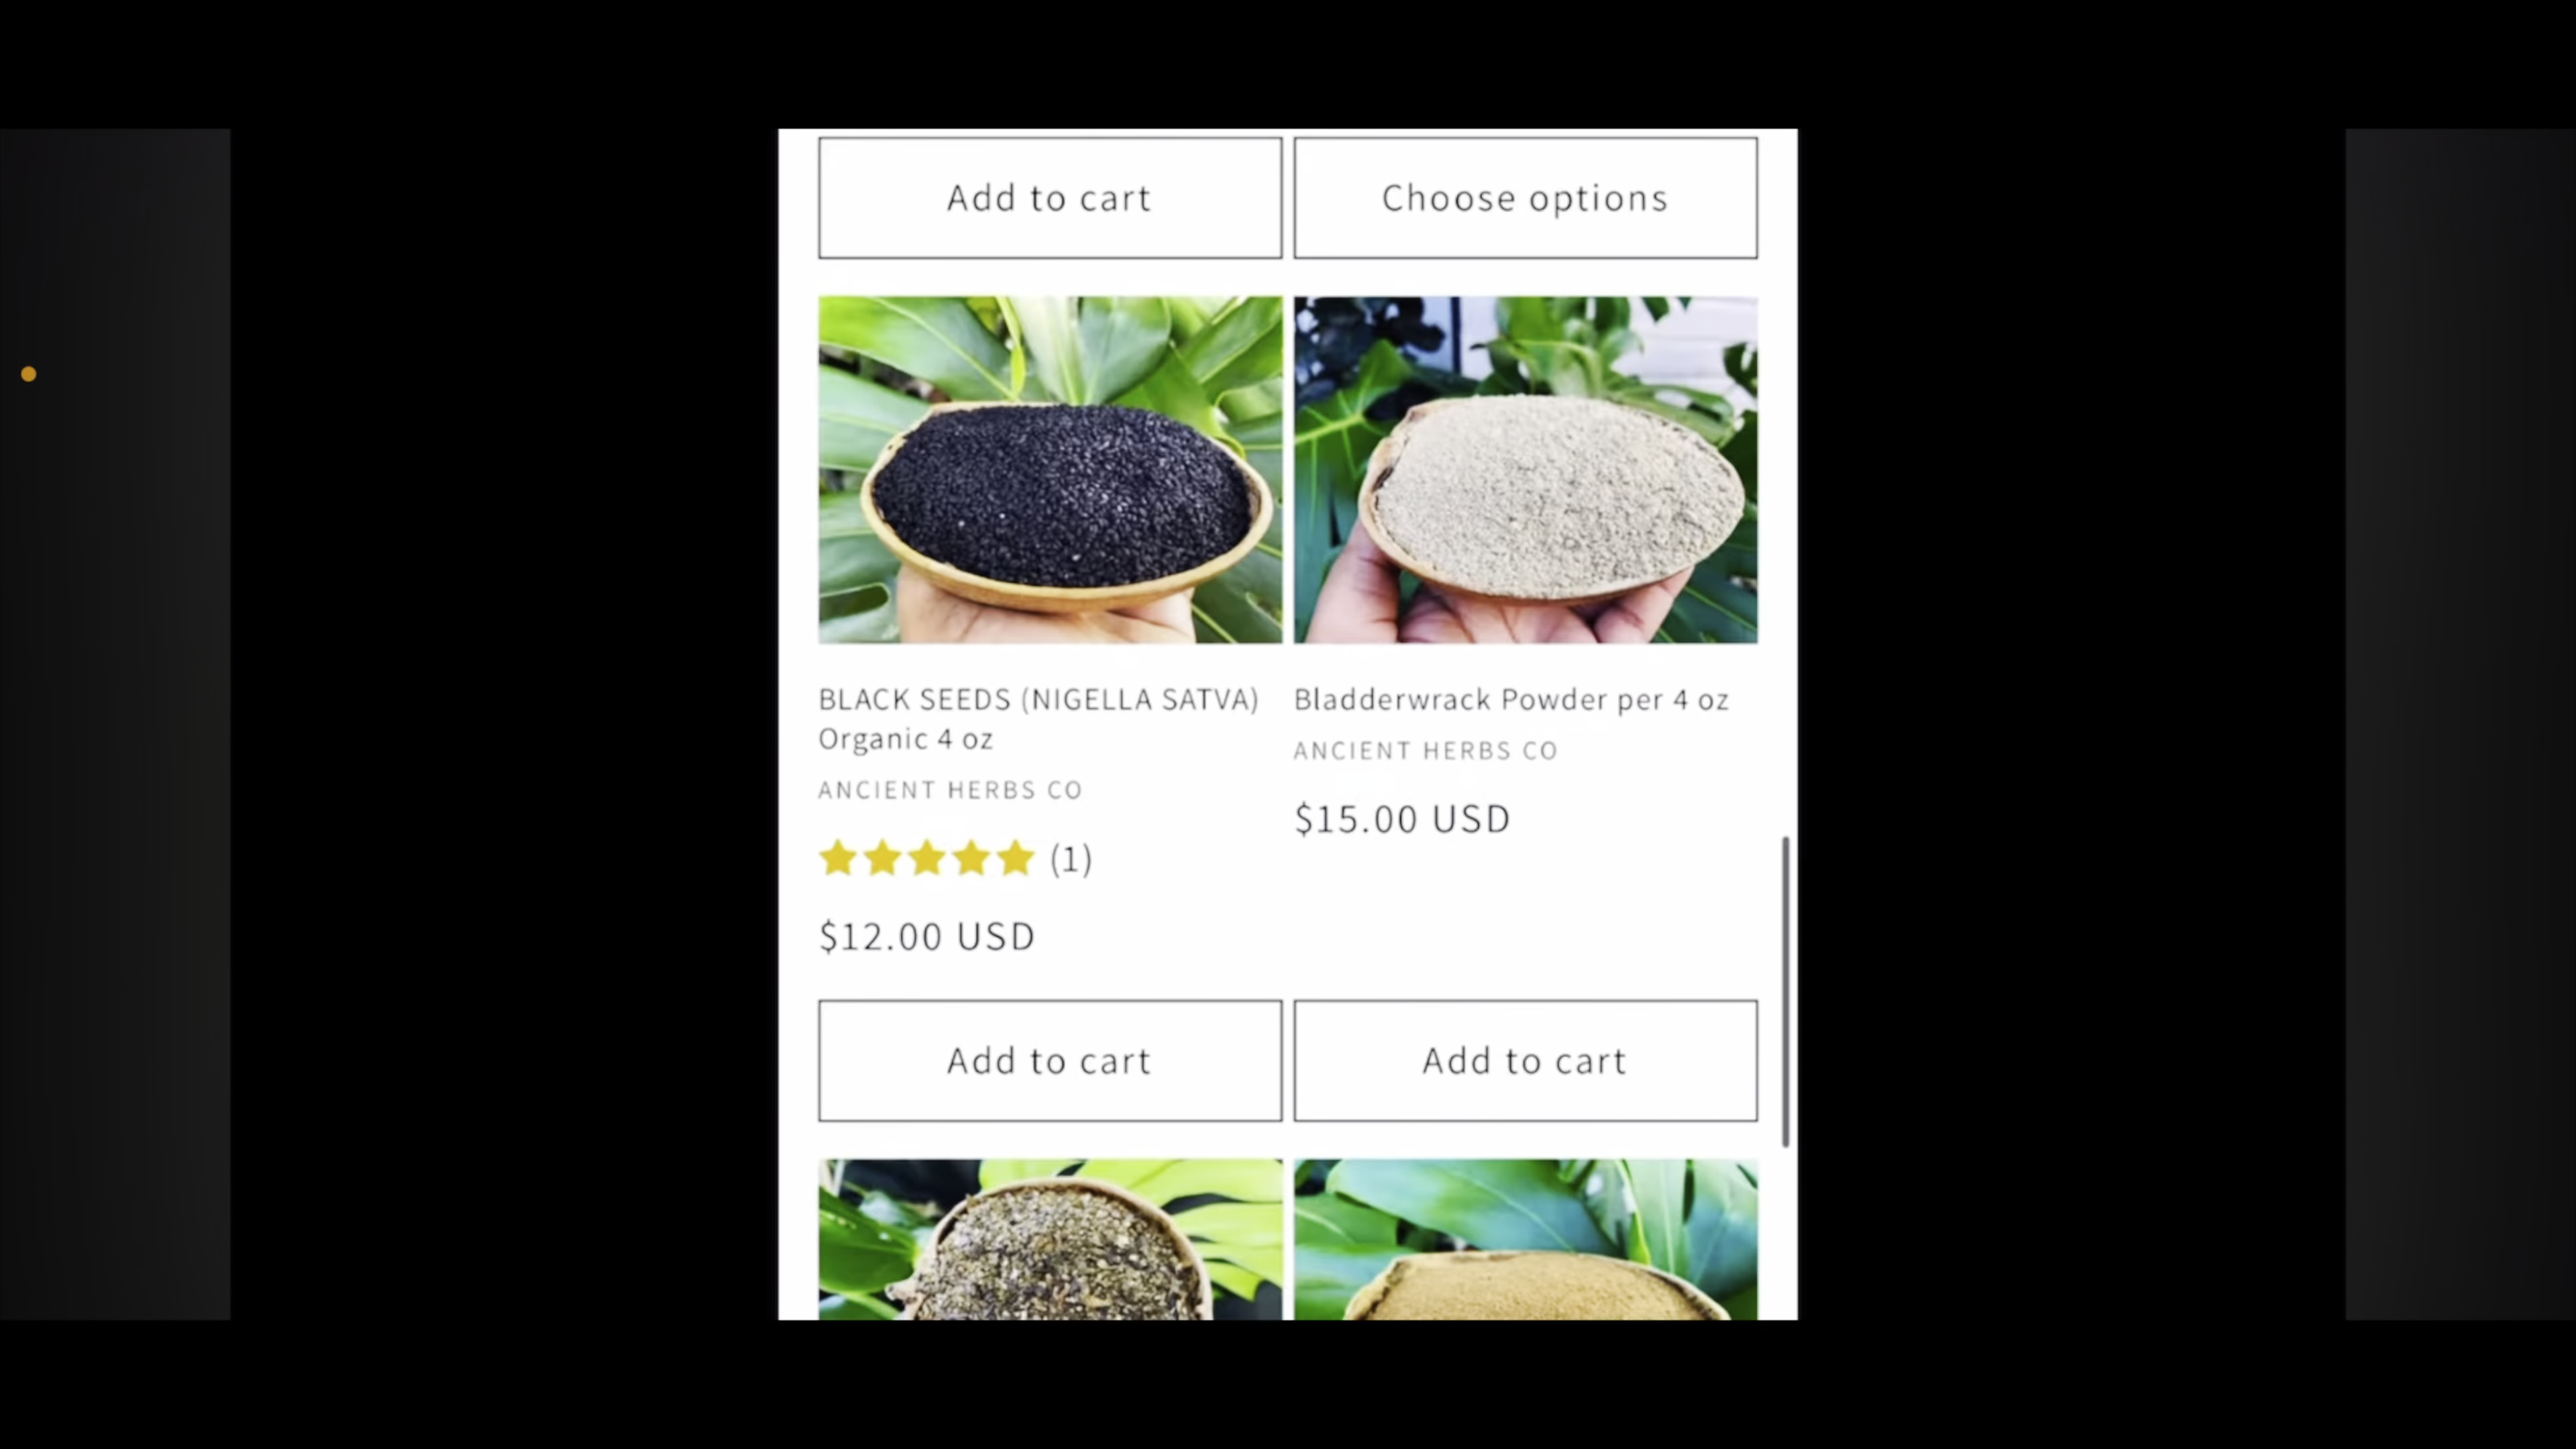 Add to cart
Choose options
BLACK SEEDS (NIGELLA SATVA)
Organic 4 oz
ANCIENT HERBS CO
(1)
$12.00 USD
Bladderwrack Powder per 4 oz
ANCIENT HERBS CO
$15.00 USD
Add to cart
Add to cart